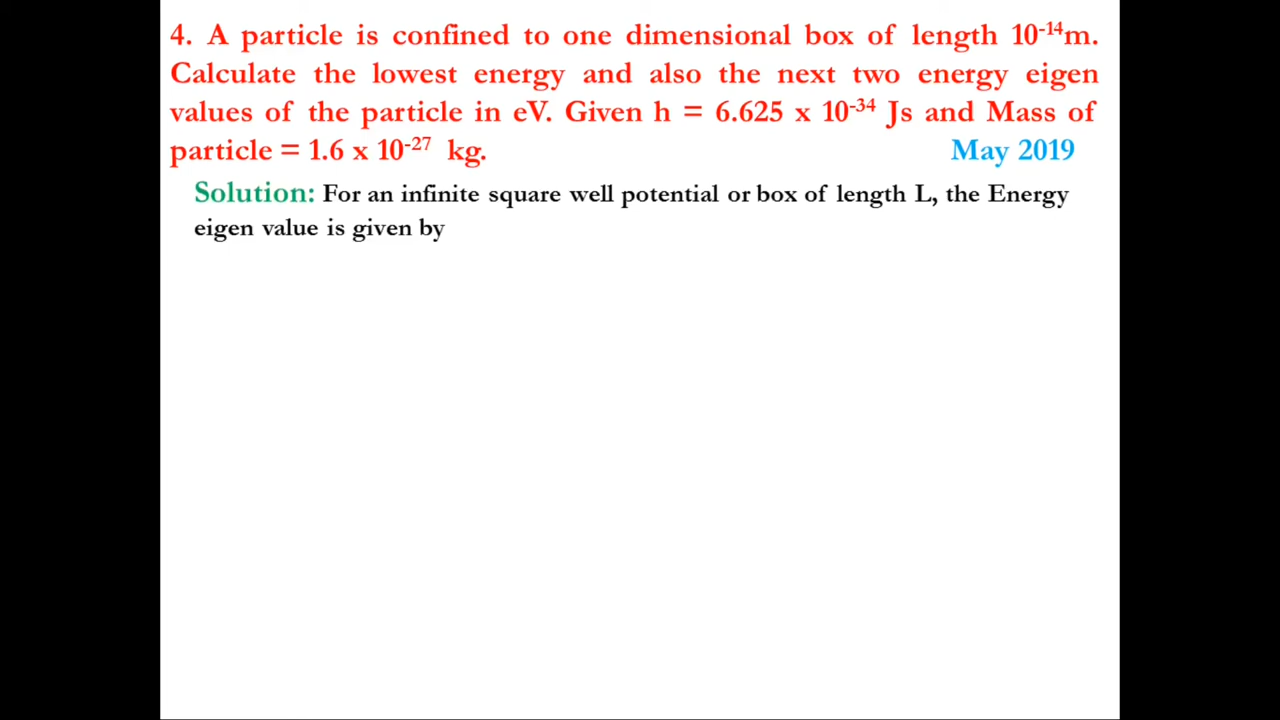 4. A particle is confined to one dimensional box of length 10⁻¹⁴m.
Calculate the lowest energy and also the next two energy eigen
values of the particle in eV. Given h = 6.625 x 10⁻³⁴ Js and Mass of
particle = 1.6 x 10⁻²⁷ kg. May 2019
Solution: For an infinite square well potential or box of length L, the Energy
eigen value is given by